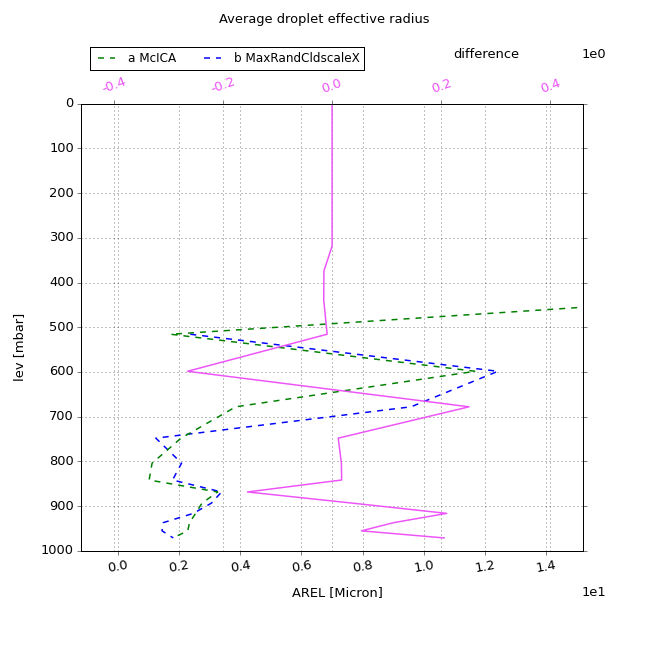 Average droplet effective radius
a McICA b MaxRandCldscaleX
difference 1e0
-0.4 -0.2 0.0 0.2 0.4
0
100
200
300
400
500
600
700
800
900
1000
lev [mbar]
0.0 0.2 0.4 0.6 0.8 1.0 1.2 1.4
AREL [Micron] 1e1